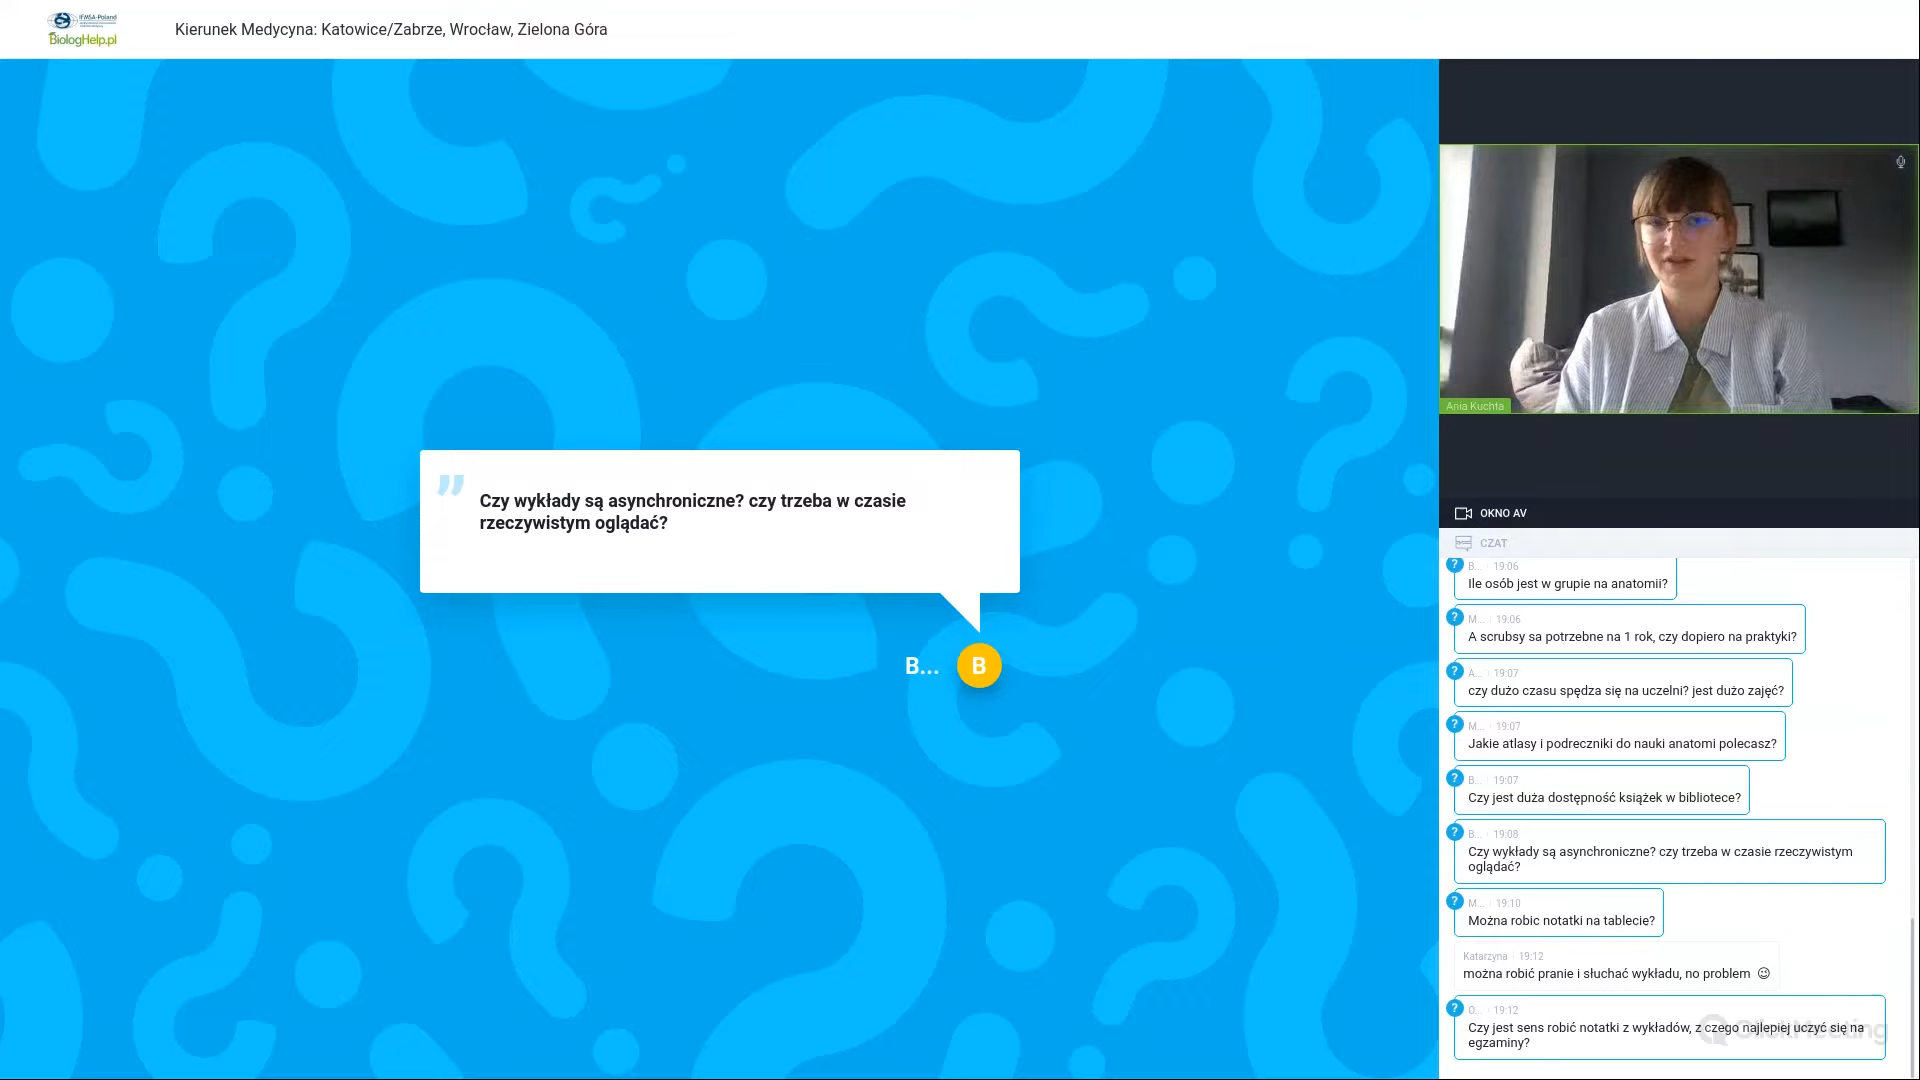 IFMSA-Poland
BiologHelp.pl
Kierunek Medycyna: Katowice/Zabrze, Wrocław, Zielona Góra
Czy wykłady są asynchroniczne? czy trzeba w czasie
rzeczywistym oglądać?
B...
B
Ania Kuchta
OKNO AV
CZAT
B... 19:06
Ile osób jest w grupie na anatomii?
M... 19:06
A scrubsy sa potrzebne na 1 rok, czy dopiero na praktyki?
A... 19:07
czy dużo czasu spędza się na uczelni? jest dużo zajęć?
M... 19:07
Jakie atlasy i podreczniki do nauki anatomi polecasz?
B... 19:07
Czy jest duża dostępność książek w bibliotece?
B... 19:08
Czy wykłady są asynchroniczne? czy trzeba w czasie rzeczywistym
oglądać?
M... 19:10
Można robic notatki na tablecie?
Katarzyna 19:12
można robić pranie i słuchać wykładu, no problem 😉
O... 19:12
Czy jest sens robić notatki z wykładów, z czego najlepiej uczyć się na
egzaminy?
ClickMeeting